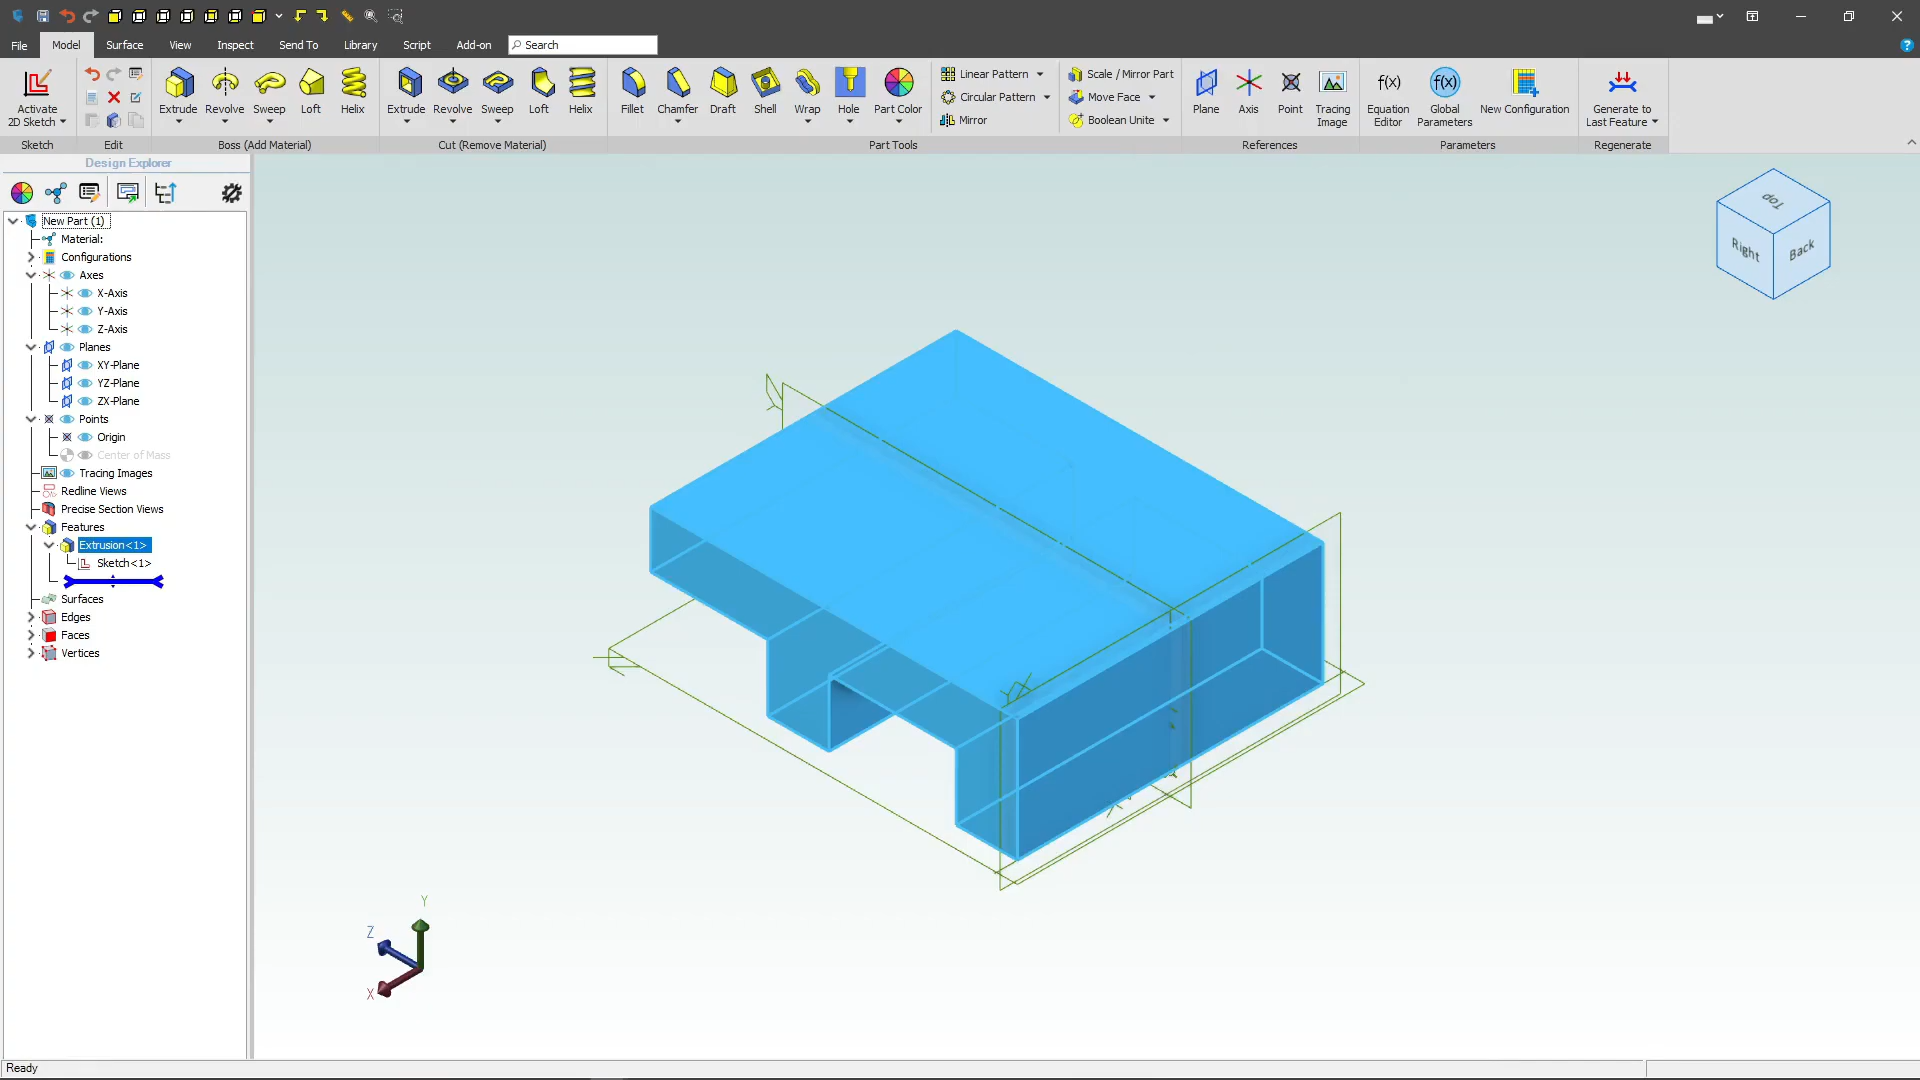 File Model Surface View Inspect Send To Library Script Add-on Search
Activate 2D Sketch
Extrude Revolve Sweep Loft Helix
Extrude Revolve Sweep Loft Helix
Fillet Chamfer Draft Shell Wrap Hole Part Color
Linear Pattern
Circular Pattern
Mirror
Scale / Mirror Part
Move Face
Boolean Unite
Plane Axis Point Tracing Image
Equation Editor
f(x)
Global Parameters
f(x)
New Configuration
Generate to Last Feature
Sketch Edit Boss (Add Material) Cut (Remove Material) Part Tools References Parameters Regenerate
Design Explorer
New Part (1)
Material:
Configurations
Axes
X-Axis
Y-Axis
Z-Axis
Planes
XY-Plane
YZ-Plane
ZX-Plane
Points
Origin
Center of Mass
Tracing Images
Redline Views
Precise Section Views
Features
Extrusion<1>
Sketch<1>
Surfaces
Edges
Faces
Vertices
Top
Right
Back
Y
Z
X
Ready